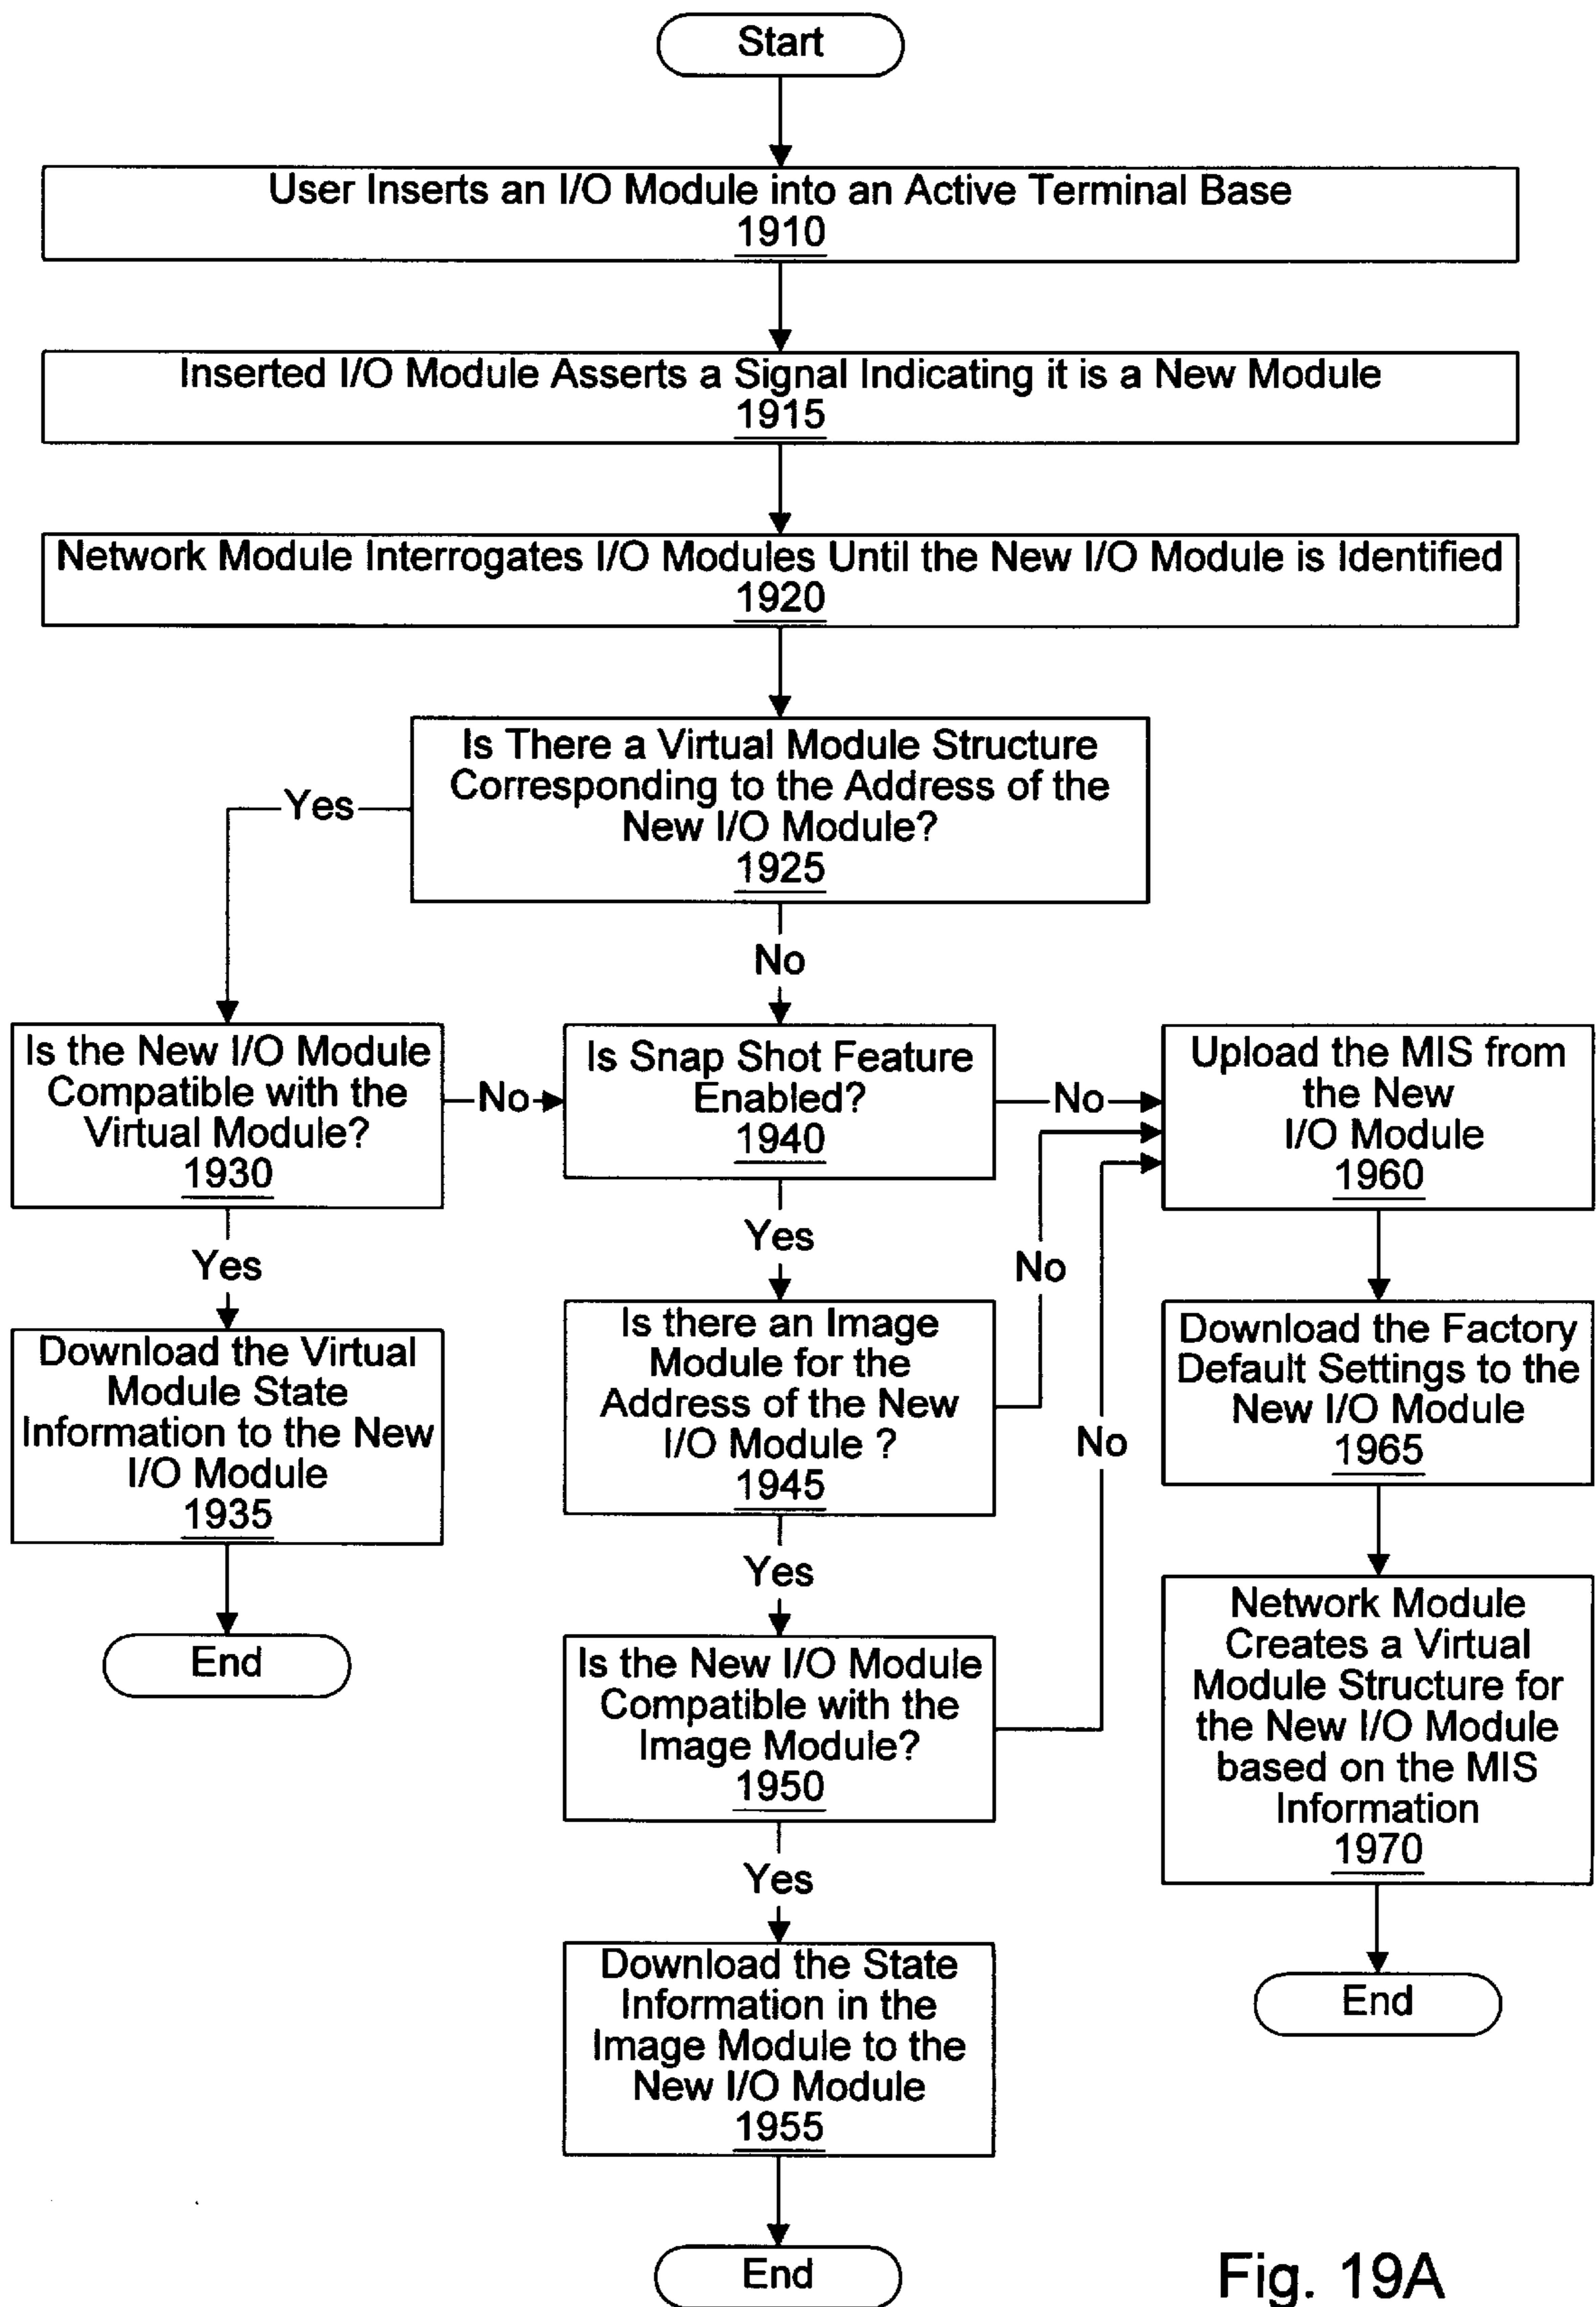 Start
User Inserts an I/O Module into an Active Terminal Base
1910
Inserted I/O Module Asserts a Signal Indicating it is a New Module
1915
Network Module Interrogates I/O Modules Until the New I/O Module is Identified
1920
Is There a Virtual Module Structure
Corresponding to the Address of the
New I/O Module?
1925
Yes
No
Is the New I/O Module
Compatible with the
Virtual Module?
1930
No
Is Snap Shot Feature
Enabled?
1940
No
Upload the MIS from
the New
I/O Module
1960
Yes
Download the Virtual
Module State
Information to the New
I/O Module
1935
End
Yes
Is there an Image
Module for the
Address of the New
I/O Module ?
1945
No
Yes
Is the New I/O Module
Compatible with the
Image Module?
1950
No
Yes
Download the State
Information in the
Image Module to the
New I/O Module
1955
End
Download the Factory
Default Settings to the
New I/O Module
1965
Network Module
Creates a Virtual
Module Structure for
the New I/O Module
based on the MIS
Information
1970
End
Fig. 19A